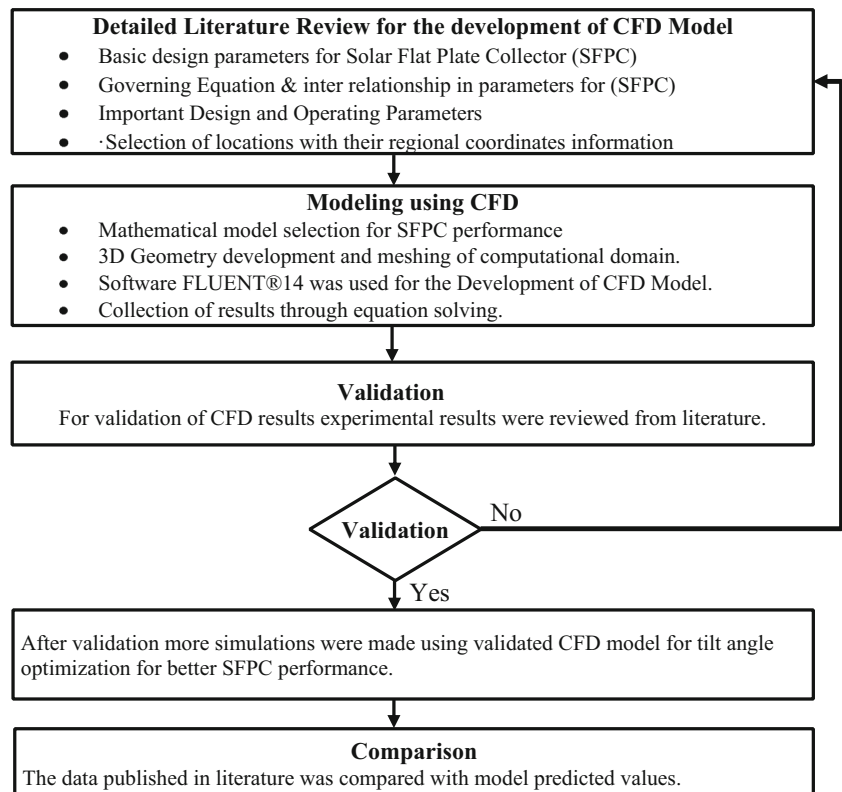 Detailed Literature Review for the development of CFD Model
• Basic design parameters for Solar Flat Plate Collector (SFPC)
• Governing Equation & inter relationship in parameters for (SFPC)
• Important Design and Operating Parameters
• ·Selection of locations with their regional coordinates information
Modeling using CFD
• Mathematical model selection for SFPC performance
• 3D Geometry development and meshing of computational domain.
• Software FLUENT®14 was used for the Development of CFD Model.
• Collection of results through equation solving.
Validation
For validation of CFD results experimental results were reviewed from literature.
Validation
No
Yes
After validation more simulations were made using validated CFD model for tilt angle
optimization for better SFPC performance.
Comparison
The data published in literature was compared with model predicted values.